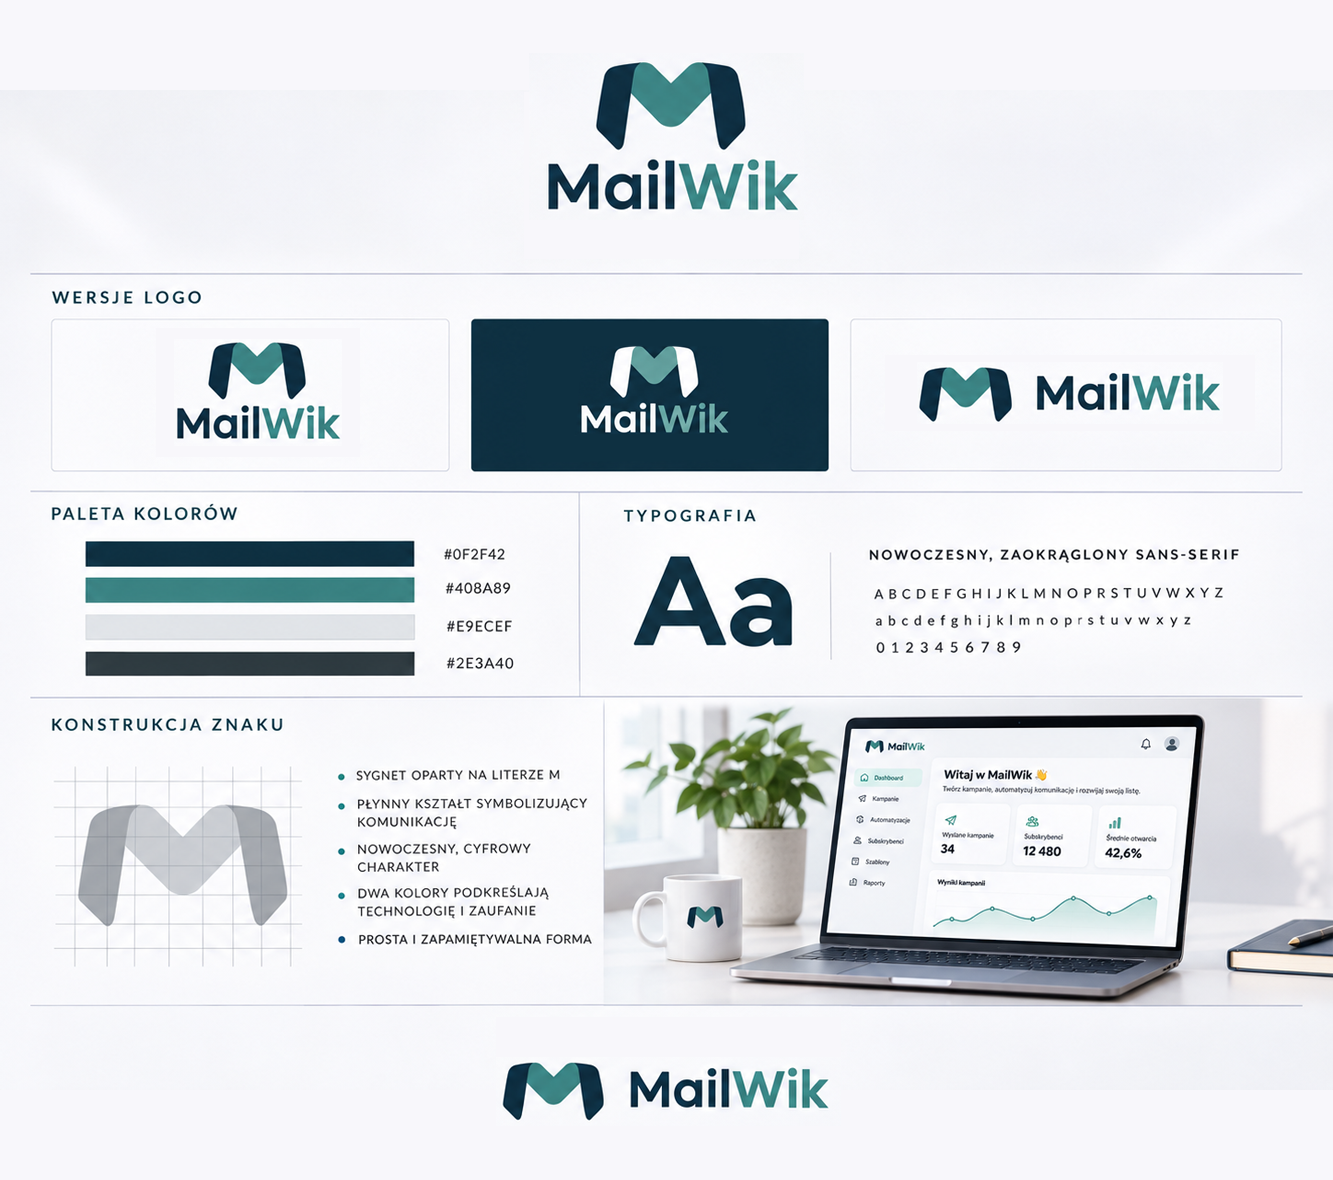 MailWik
WERSJE LOGO
MailWik
MailWik
MailWik
PALETA KOLORÓW
#0F2F42
#408A89
#E9ECEF
#2E3A40
TYPOGRAFIA
Aa
NOWOCZESNY, ZAOKRĄGLONY SANS-SERIF
A B C D E F G H I J K L M N O P R S T U V W X Y Z
a b c d e f g h i j k l m n o p r s t u v w x y z
0 1 2 3 4 5 6 7 8 9
KONSTRUKCJA ZNAKU
SYGNET OPARTY NA LITERZE M
PŁYNNY KSZTAŁT SYMBOLIZUJĄCY
KOMUNIKACJĘ
NOWOCZESNY, CYFROWY
CHARAKTER
DWA KOLORY PODKREŚLAJĄ
TECHNOLOGIĘ I ZAUFANIE
PROSTA I ZAPAMIĘTYWALNA FORMA
MailWik
Dashboard
Kampanie
Automatyzacje
Subskrybenci
Szablony
Raporty
Witaj w MailWik 👋
Twórz kampanie, automatyzuj komunikację i rozwijaj swoją listę.
Wysłane kampanie
34
Subskrybenci
12 480
Średnie otwarcia
42,6%
Wyniki kampanii
MailWik